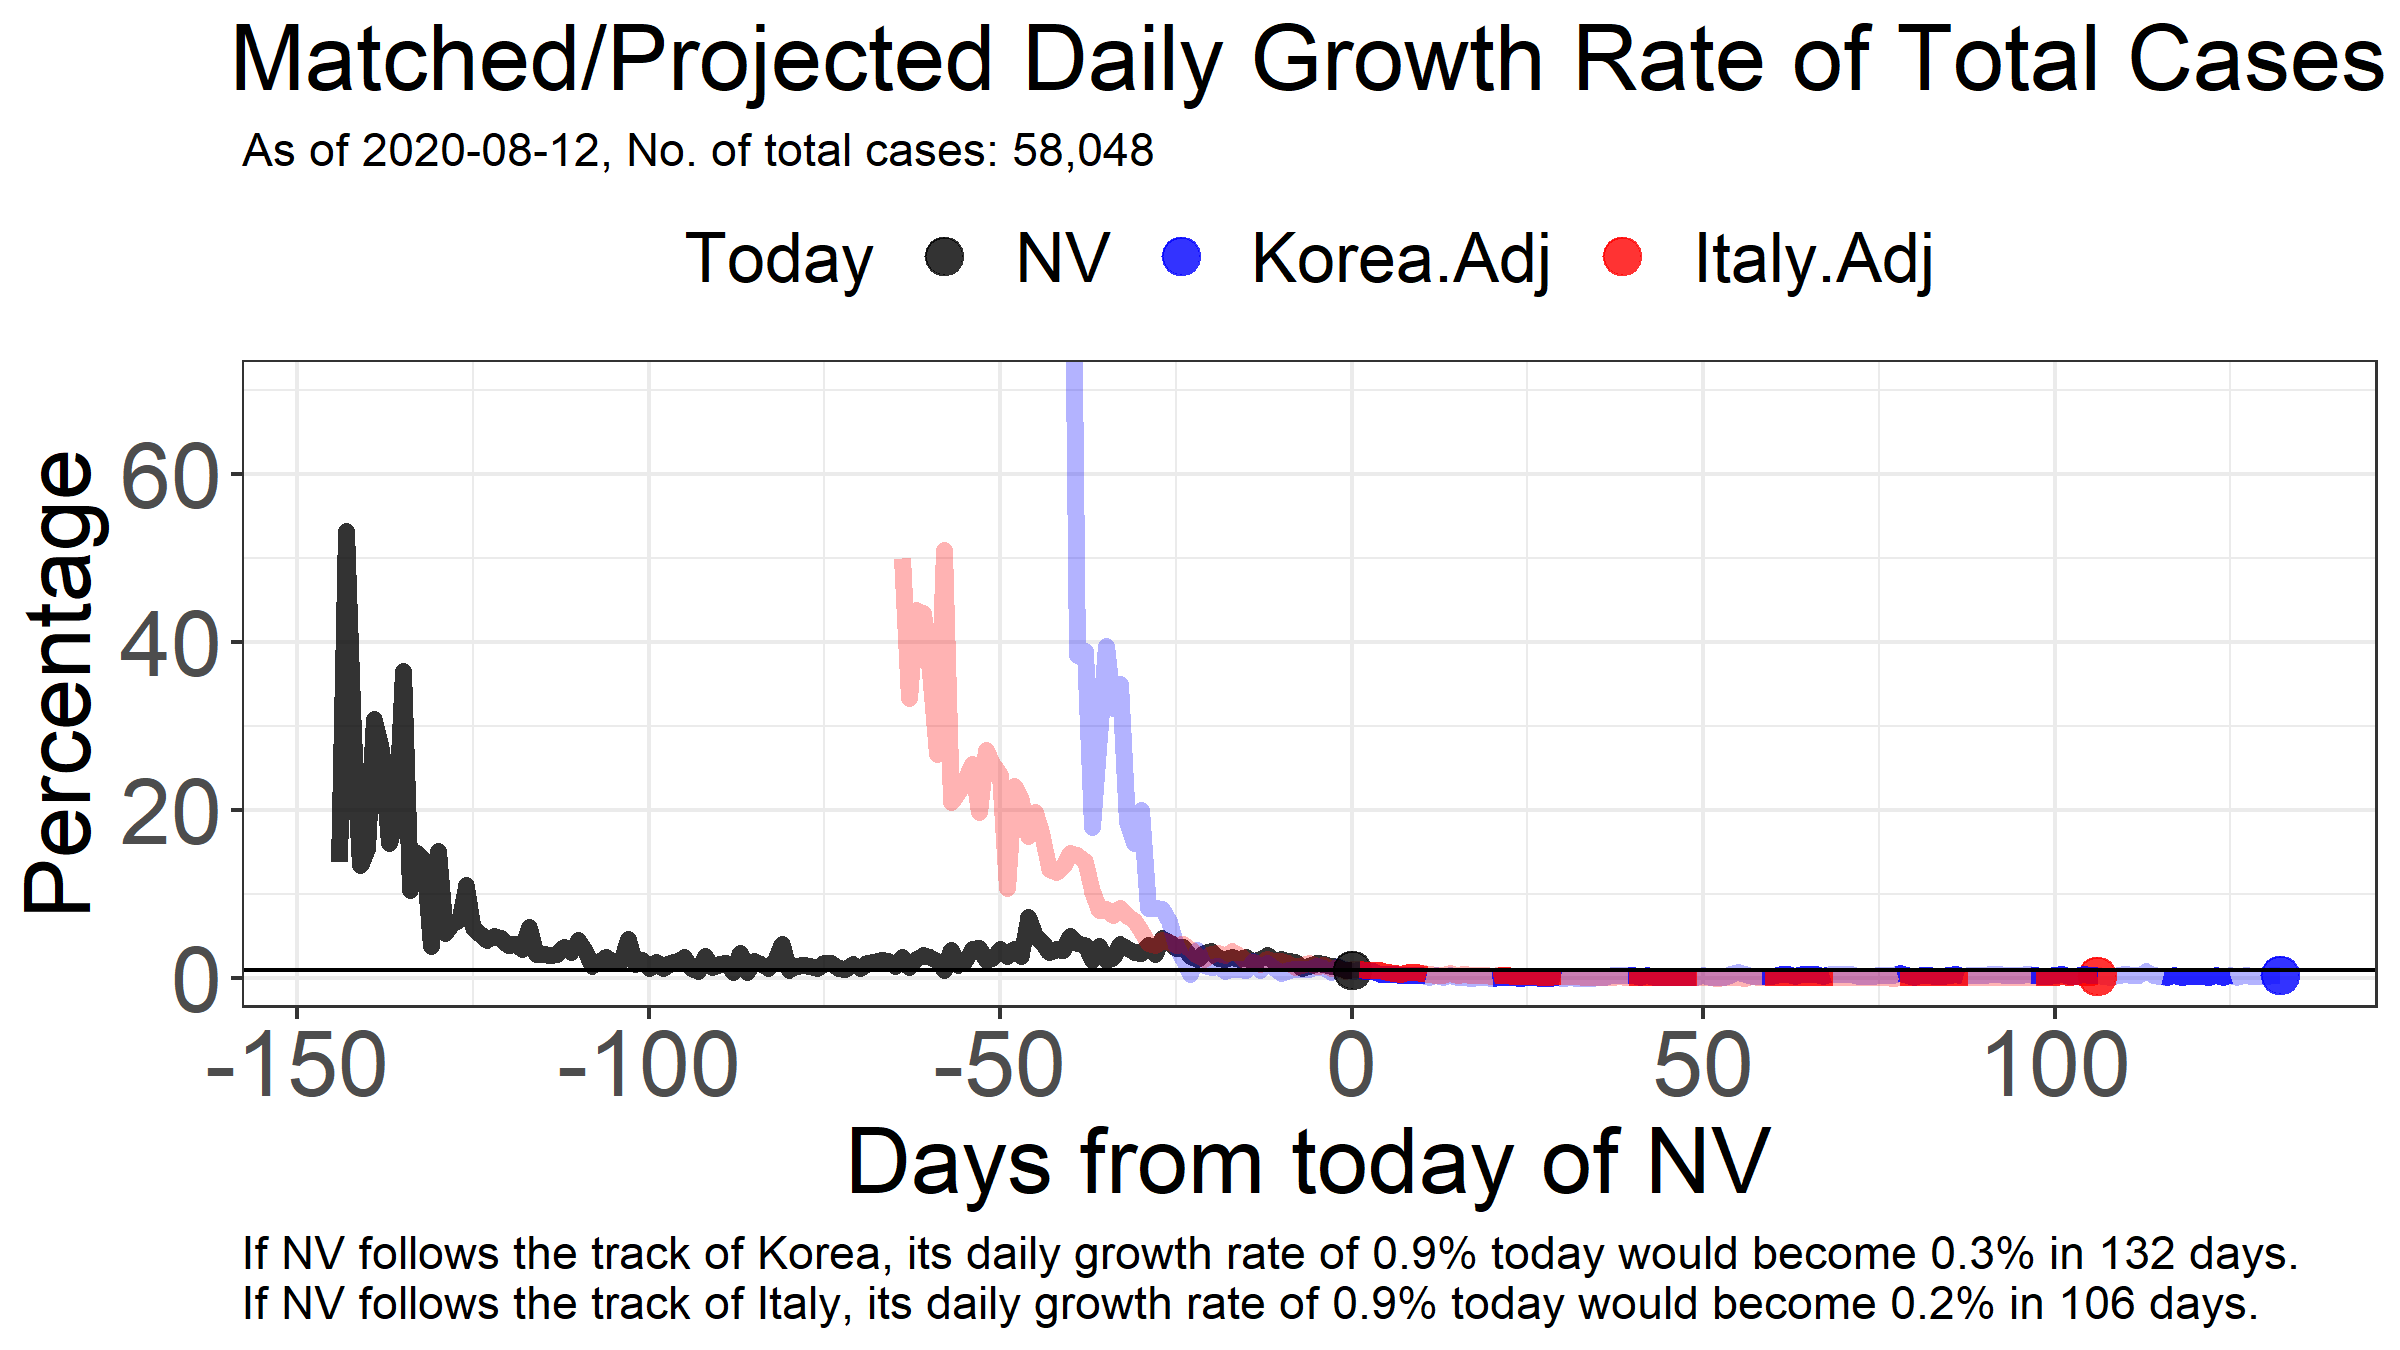 Matched/Projected Daily Growth Rate of Total Cases
As of 2020-08-12, No. of total cases: 58,048
Today NV Korea.Adj Italy.Adj
Percentage
60
40
20
0
-150 -100 -50 0 50 100
Days from today of NV
If NV follows the track of Korea, its daily growth rate of 0.9% today would become 0.3% in 132 days.
If NV follows the track of Italy, its daily growth rate of 0.9% today would become 0.2% in 106 days.